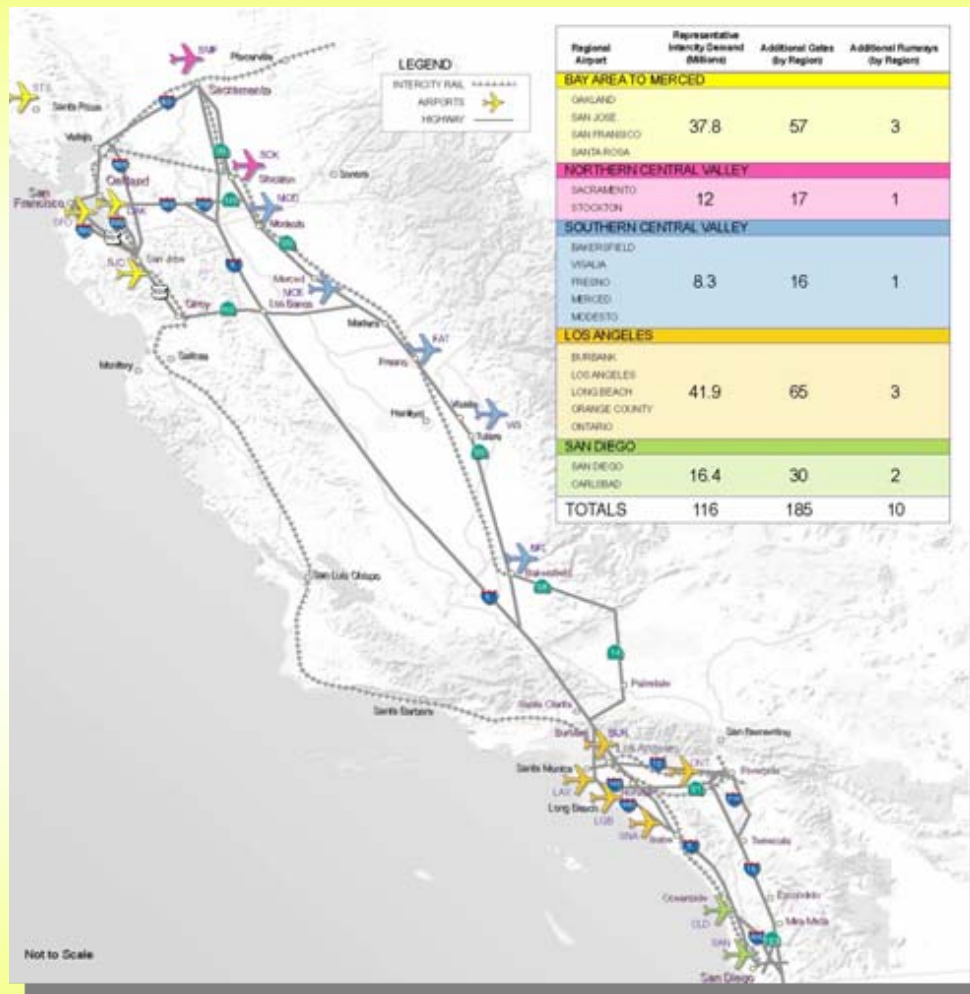 LEGEND
INTERCITY RAIL
AIRPORTS
HIGHWAY
Regional Airport
Representative Intercity Demand (Millions)
Additional Gates (by Region)
Additional Runways (by Region)
BAY AREA TO MERCED
OAKLAND
SAN JOSE
SAN FRANSICO
SANTA ROSA
37.8 57 3
NORTHERN CENTRAL VALLEY
SACRAMENTO
STOCKTON
12 17 1
SOUTHERN CENTRAL VALLEY
BAKERSFIELD
VISALIA
FRESNO
MERCED
MODESTO
8.3 16 1
LOS ANGELES
BURBANK
LOS ANGELES
LONG BEACH
ORANGE COUNTY
ONTARIO
41.9 65 3
SAN DIEGO
SAN DIEGO
CARLSBAD
16.4 30 2
TOTALS 116 185 10
SMF
Placerville
Sacramento
STS
Santa Rosa
Vallejo
SCK
Stockton
Sonora
Oakland
San Francisco
OAK
SFO
MOD
Modesto
SJC
San Jose
Merced
Gilroy
Los Banos
Madera
Salinas
FAT
Fresno
Hanford
Visalia
VIS
Tulare
Bakersfield
San Luis Obispo
14
Palmdale
Santa Clarita
Santa Barbara
Burbank
BUR
Los Angeles
San Bernardino
ONT
Riverside
Santa Monica
LAX
Long Beach
LGB
SNA
Irvine
Temecula
Oceanside
Escondido
CLD
Mira Mesa
SAN
San Diego
Not to Scale